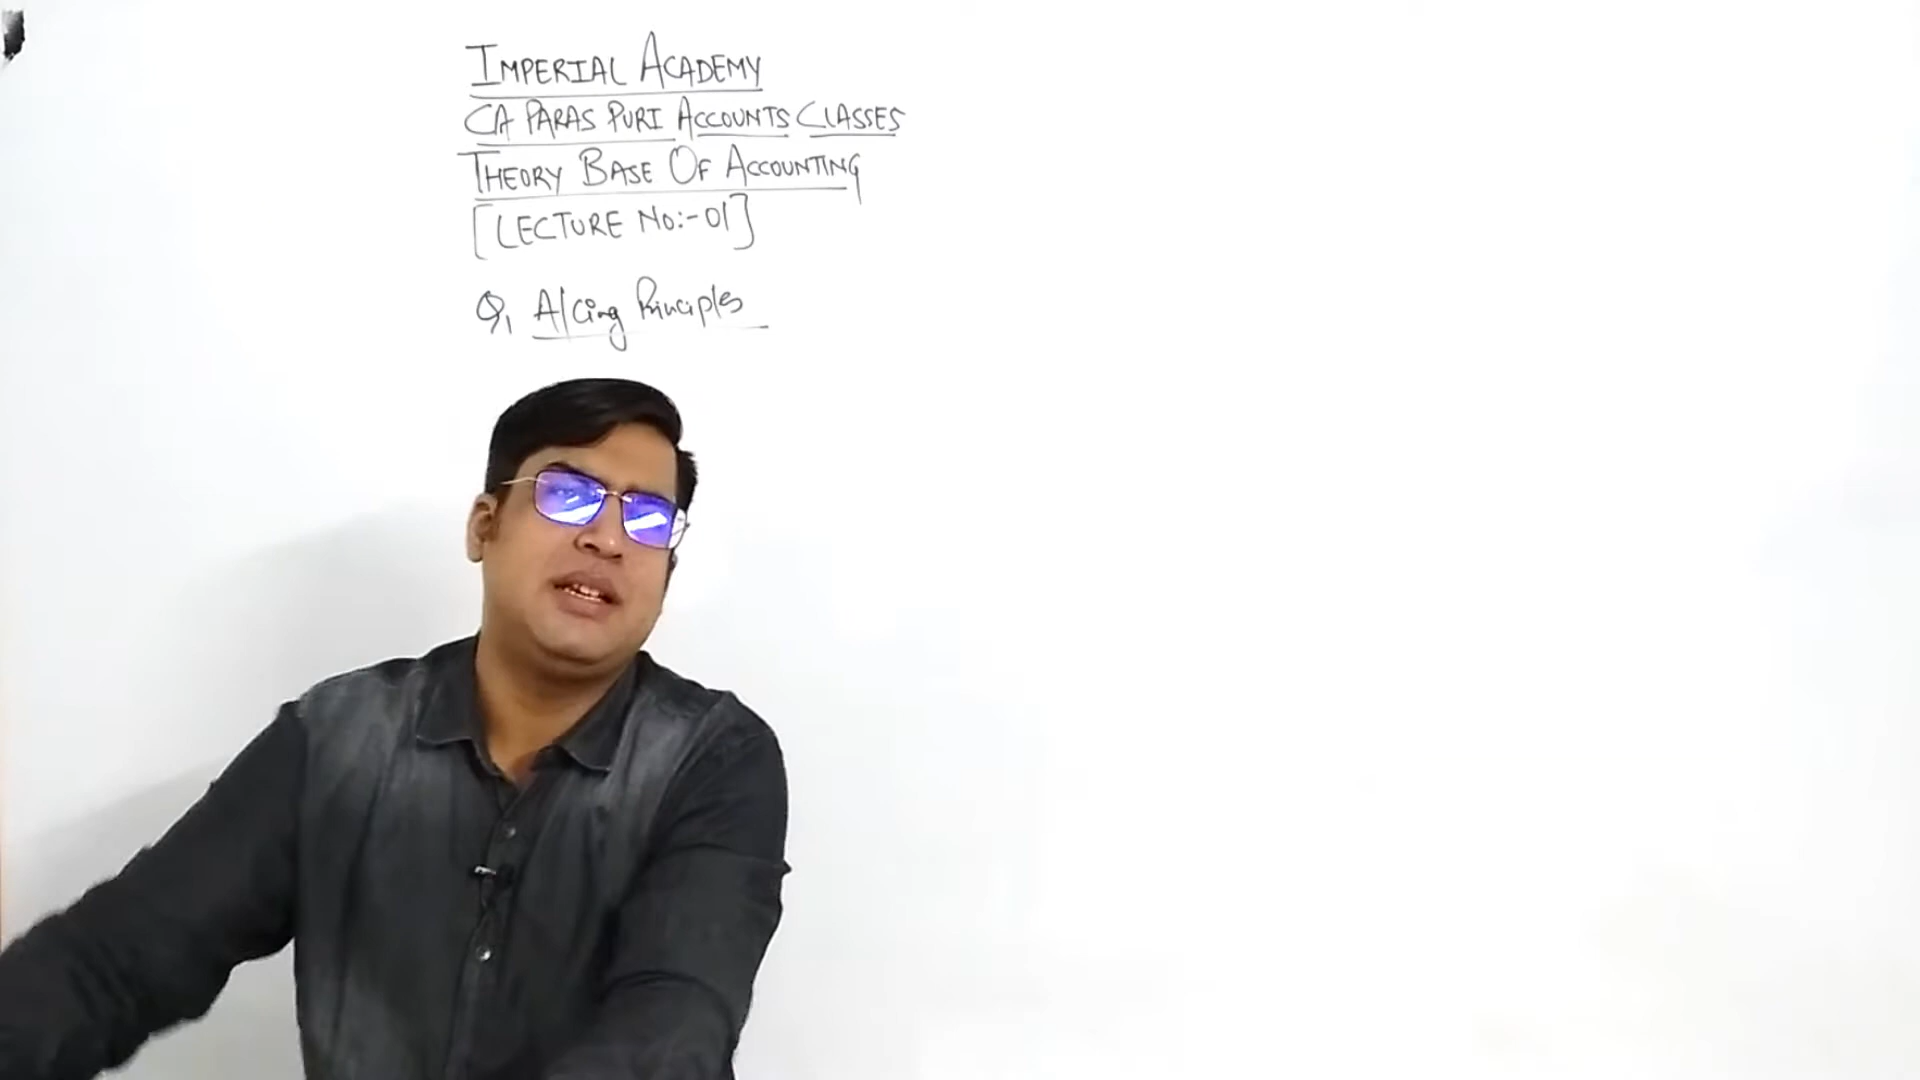 IMPERIAL ACADEMY
CA PARAS PURI ACCOUNTS CLASSES
THEORY BASE OF ACCOUNTING
[LECTURE NO:-01]
Q1 A/Cing Principles